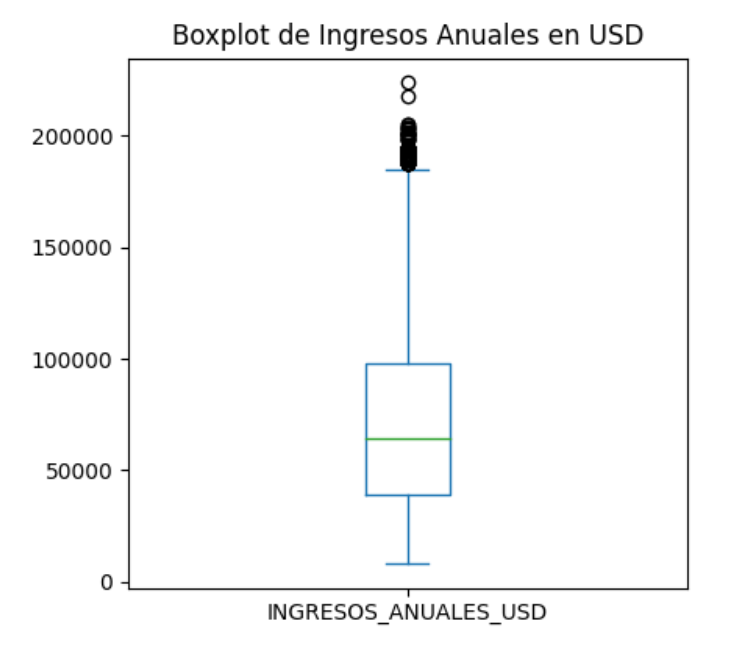 Boxplot de Ingresos Anuales en USD
200000
150000
100000
50000
0
INGRESOS_ANUALES_USD